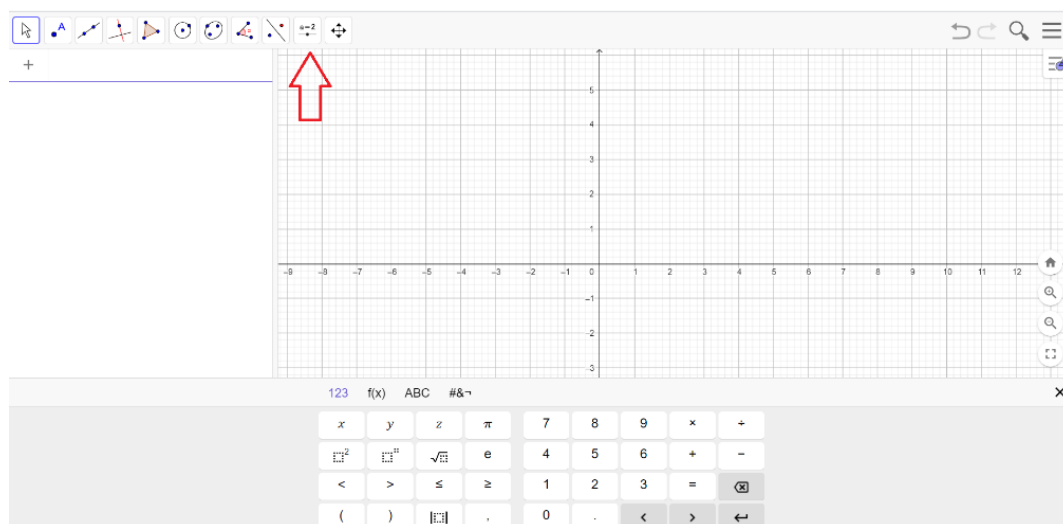 A
a=2
+
5
4
3
2
1
-9 -8 -7 -6 -5 -4 -3 -2 -1 0 1 2 3 4 5 6 7 8 9 10 11 12
-1
-2
-3
123 f(x) ABC #&¬
x y z π 7 8 9 × ÷
2 √ e 4 5 6 + −
< > ≤ ≥ 1 2 3 =
( ) | | , 0 . < >